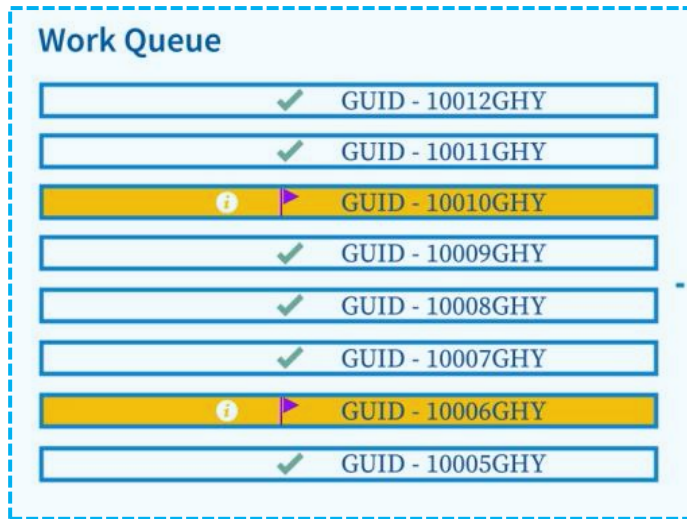 Work Queue
GUID - 10012GHY
GUID - 10011GHY
GUID - 10010GHY
GUID - 10009GHY
GUID - 10008GHY
GUID - 10007GHY
GUID - 10006GHY
GUID - 10005GHY